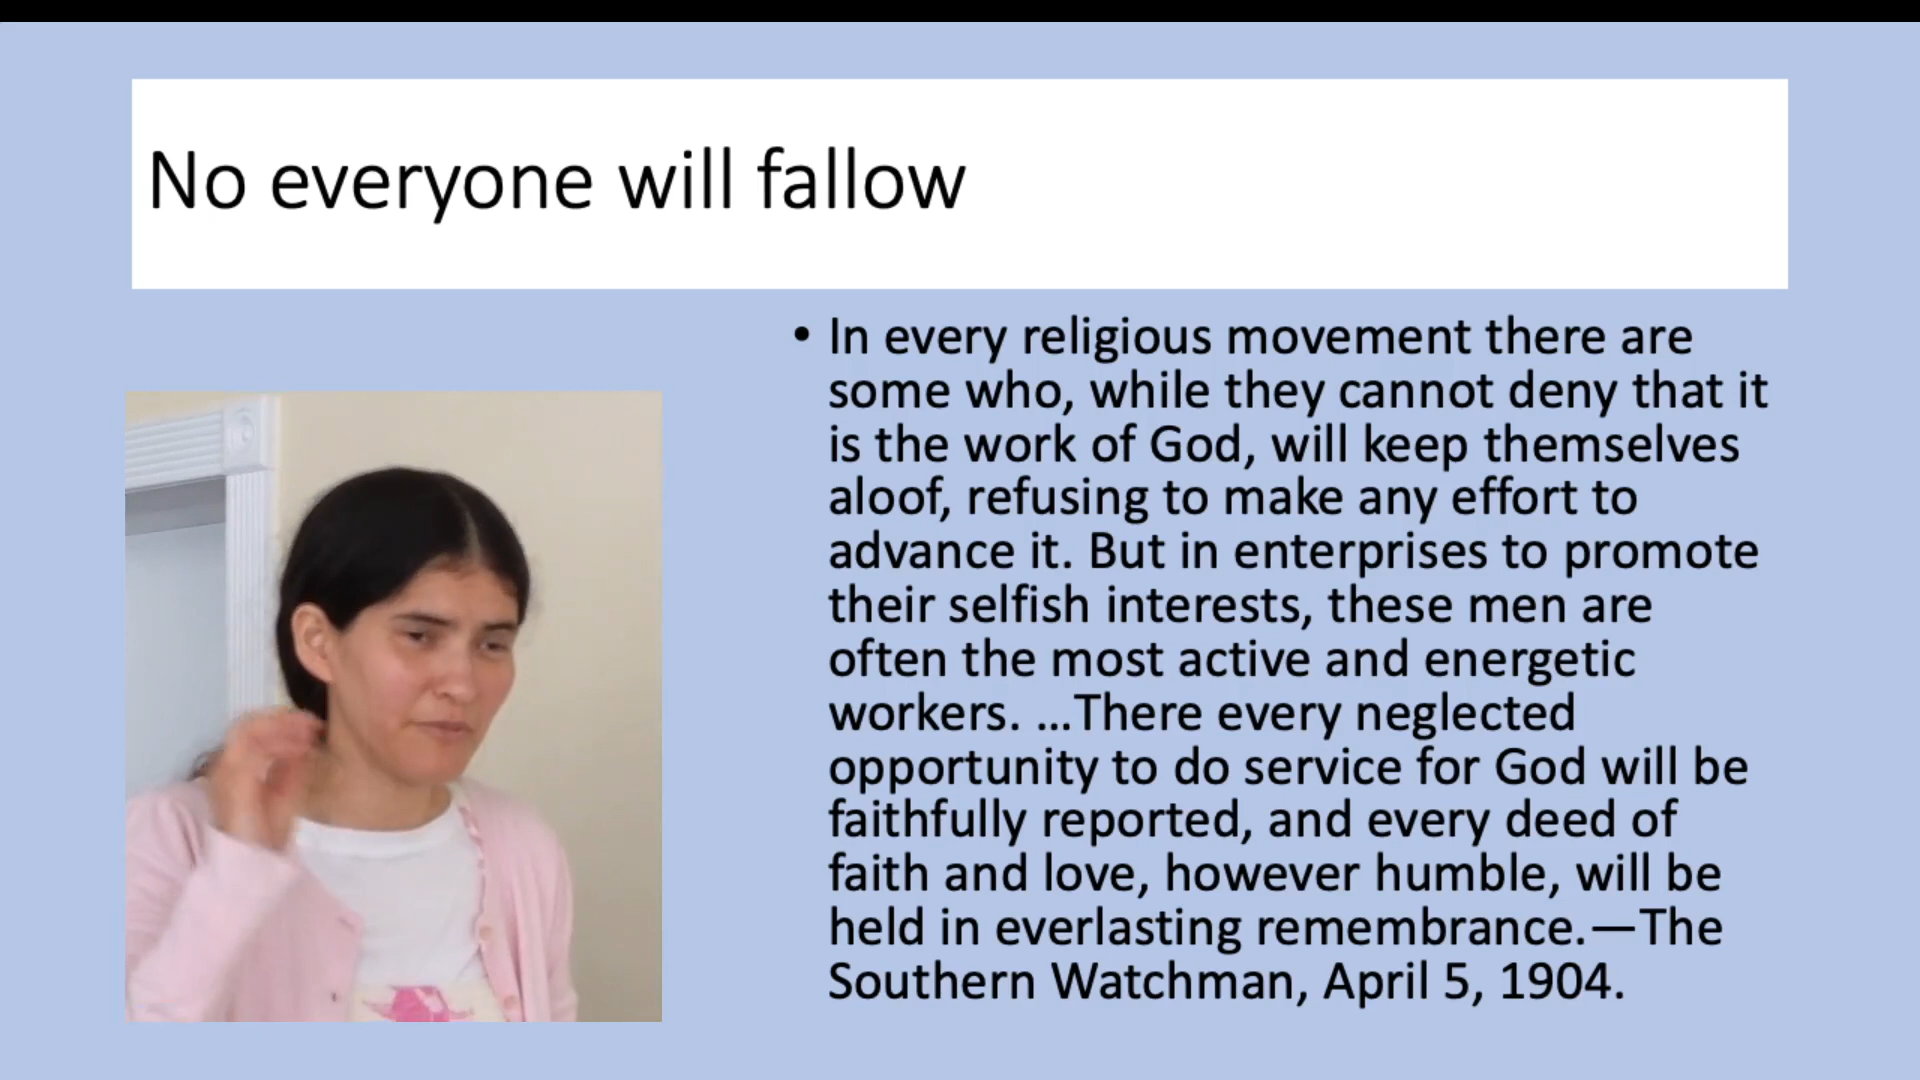 No everyone will fallow
• In every religious movement there are
some who, while they cannot deny that it
is the work of God, will keep themselves
aloof, refusing to make any effort to
advance it. But in enterprises to promote
their selfish interests, these men are
often the most active and energetic
workers. …There every neglected
opportunity to do service for God will be
faithfully reported, and every deed of
faith and love, however humble, will be
held in everlasting remembrance.—The
Southern Watchman, April 5, 1904.